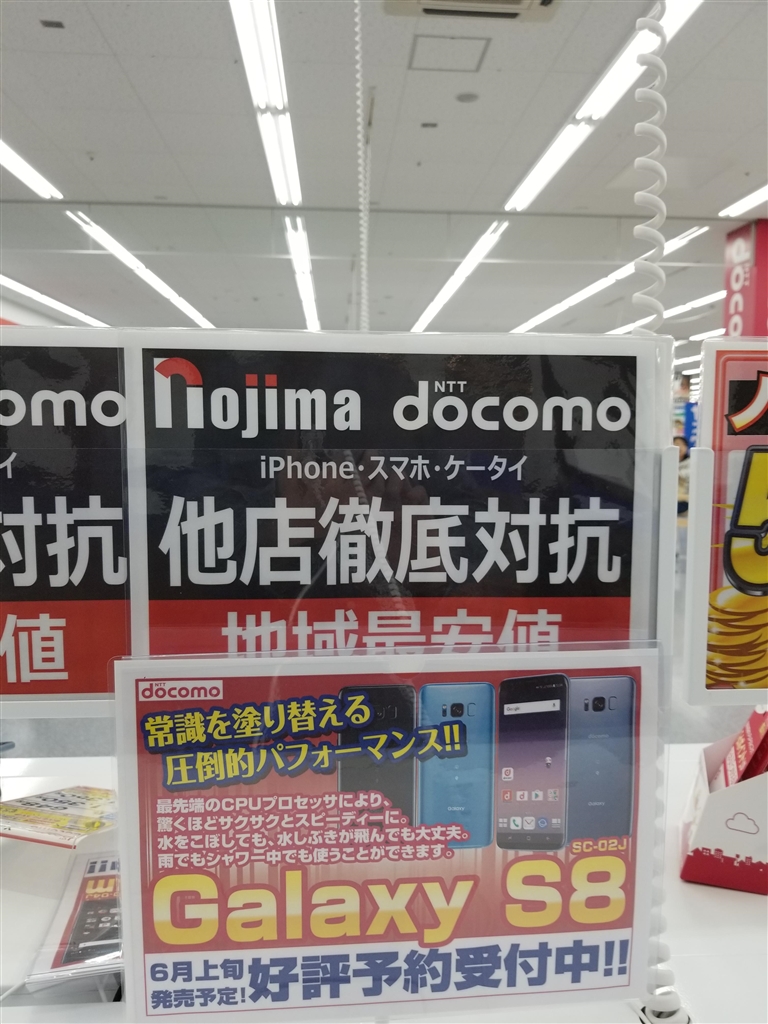 docomo
nojima NTT docomo
iPhone・スマホ・ケータイ
他店徹底対抗
地域最安値
対抗
値
NTT docomo
常識を塗り替える
圧倒的パフォーマンス!!
最先端のCPUプロセッサにより、
驚くほどサクサクとスピーディーに。
水をこぼしても、水しぶきが飛んでも大丈夫。
雨でもシャワー中でも使うことができます。
SC-02J
Galaxy S8
6月上旬
発売予定!
好評予約受付中!!